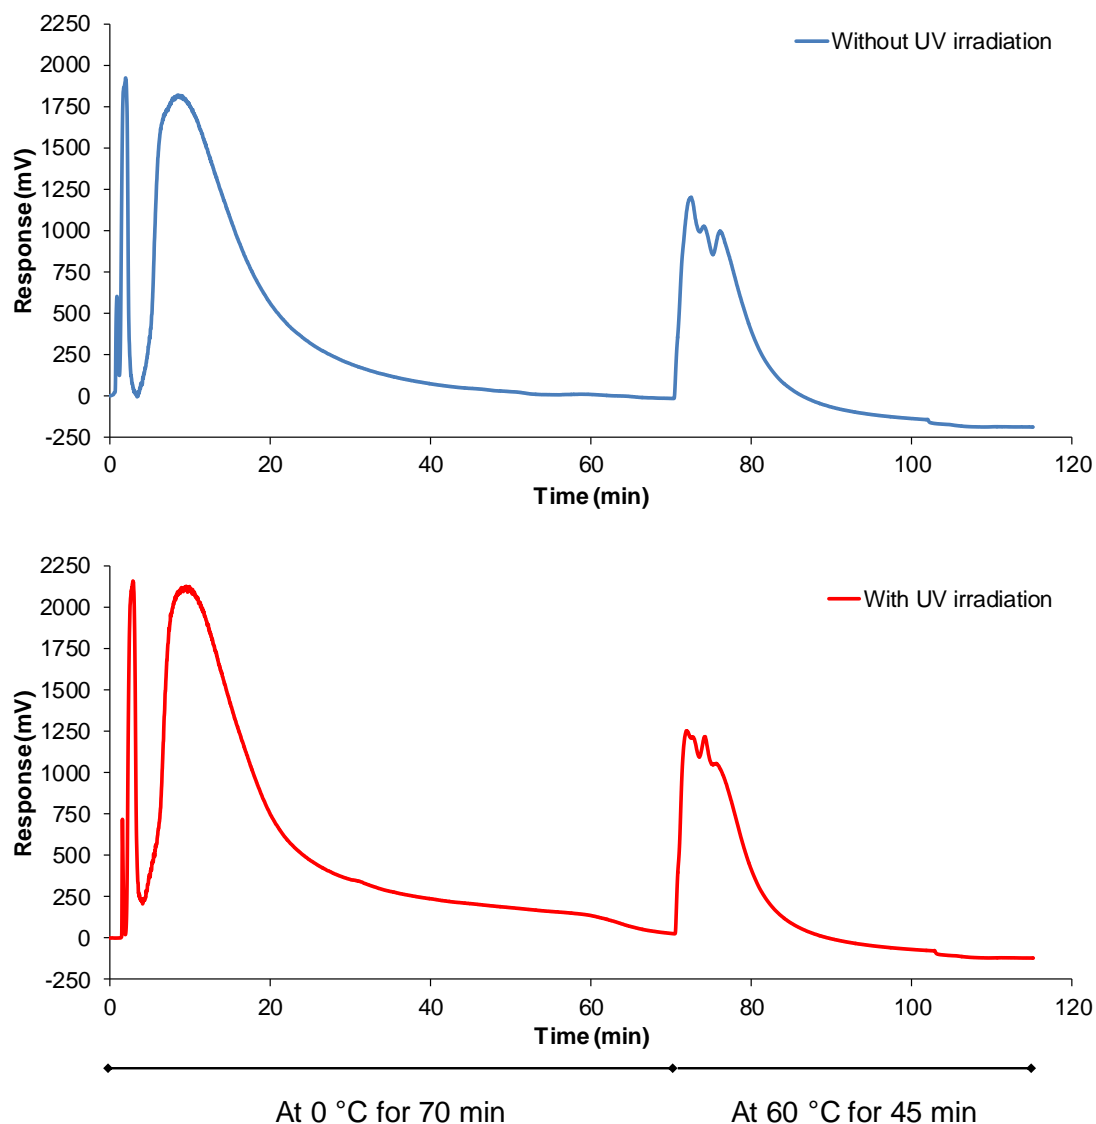 Without UV irradiation
Response (mV)
2250
2000
1750
1500
1250
1000
750
500
250
0
-250
0 20 40 60 80 100 120
Time (min)
With UV irradiation
Response (mV)
2250
2000
1750
1500
1250
1000
750
500
250
0
-250
0 20 40 60 80 100 120
Time (min)
At 0 °C for 70 min
At 60 °C for 45 min